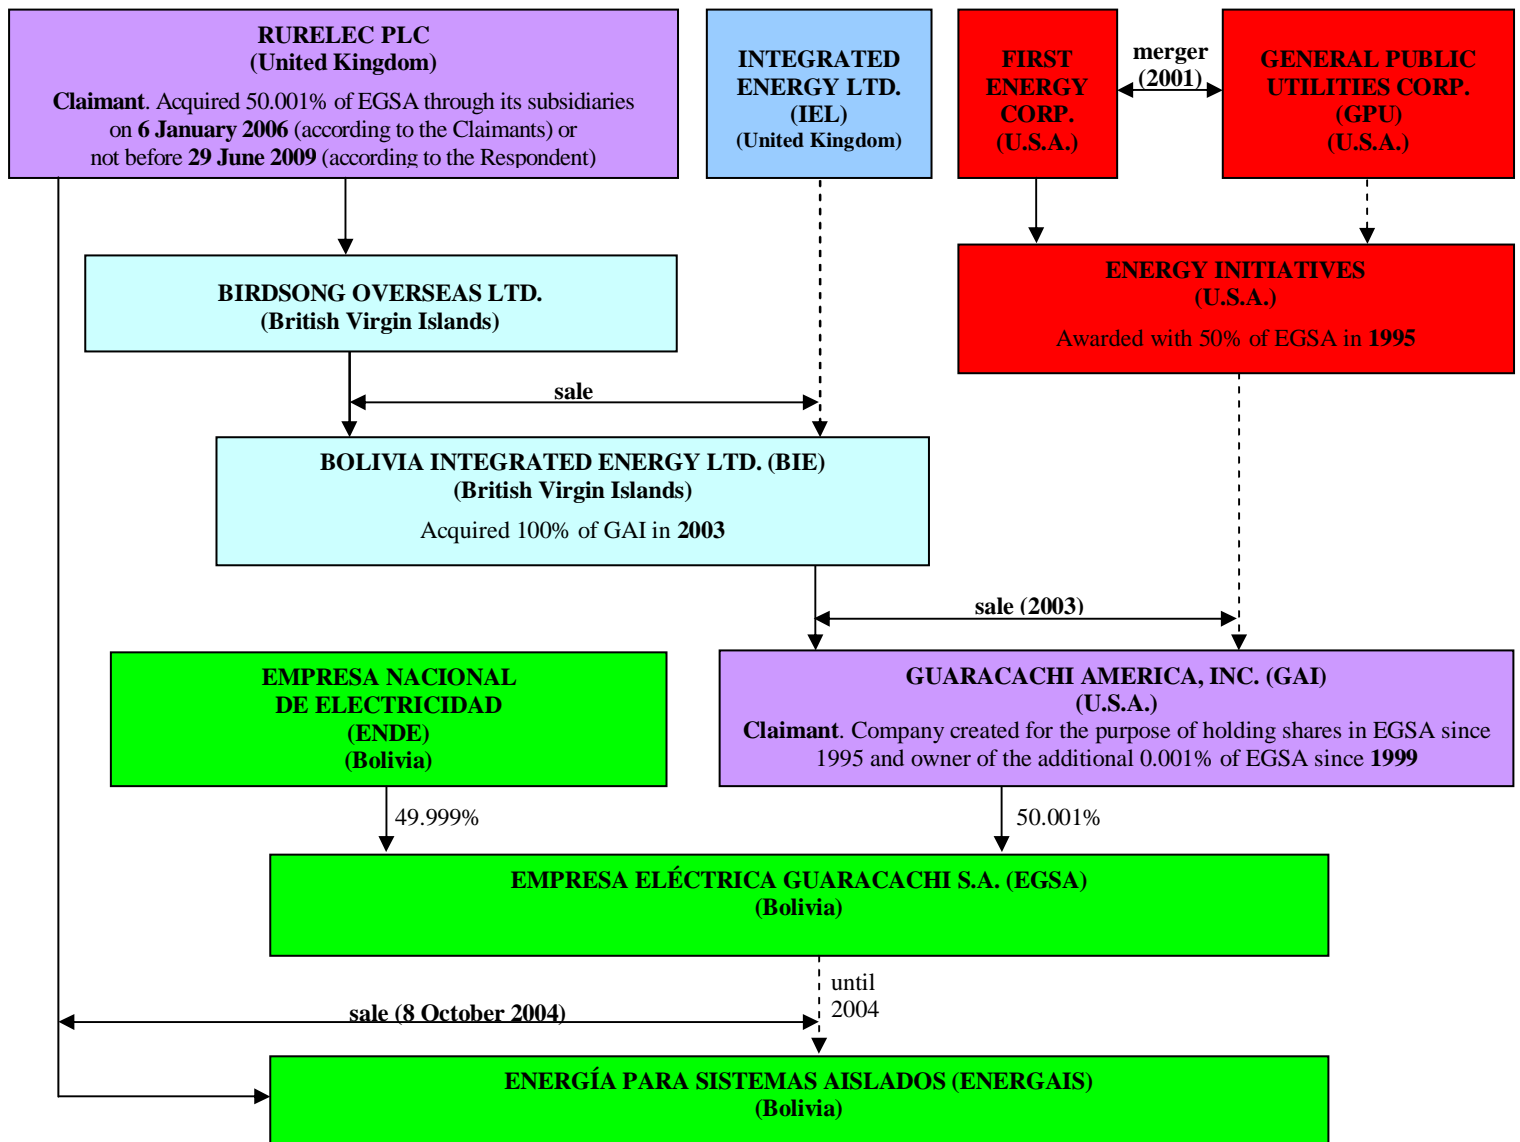 RURELEC PLC
(United Kingdom)
Claimant. Acquired 50.001% of EGSA through its subsidiaries
on 6 January 2006 (according to the Claimants) or
not before 29 June 2009 (according to the Respondent)
INTEGRATED
ENERGY LTD.
(IEL)
(United Kingdom)
FIRST
ENERGY
CORP.
(U.S.A.)
merger
(2001)
GENERAL PUBLIC
UTILITIES CORP.
(GPU)
(U.S.A.)
BIRDSONG OVERSEAS LTD.
(British Virgin Islands)
ENERGY INITIATIVES
(U.S.A.)
Awarded with 50% of EGSA in 1995
sale
BOLIVIA INTEGRATED ENERGY LTD. (BIE)
(British Virgin Islands)
Acquired 100% of GAI in 2003
sale (2003)
EMPRESA NACIONAL
DE ELECTRICIDAD
(ENDE)
(Bolivia)
GUARACACHI AMERICA, INC. (GAI)
(U.S.A.)
Claimant. Company created for the purpose of holding shares in EGSA since
1995 and owner of the additional 0.001% of EGSA since 1999
49.999%
50.001%
EMPRESA ELÉCTRICA GUARACACHI S.A. (EGSA)
(Bolivia)
until
2004
sale (8 October 2004)
ENERGÍA PARA SISTEMAS AISLADOS (ENERGAIS)
(Bolivia)